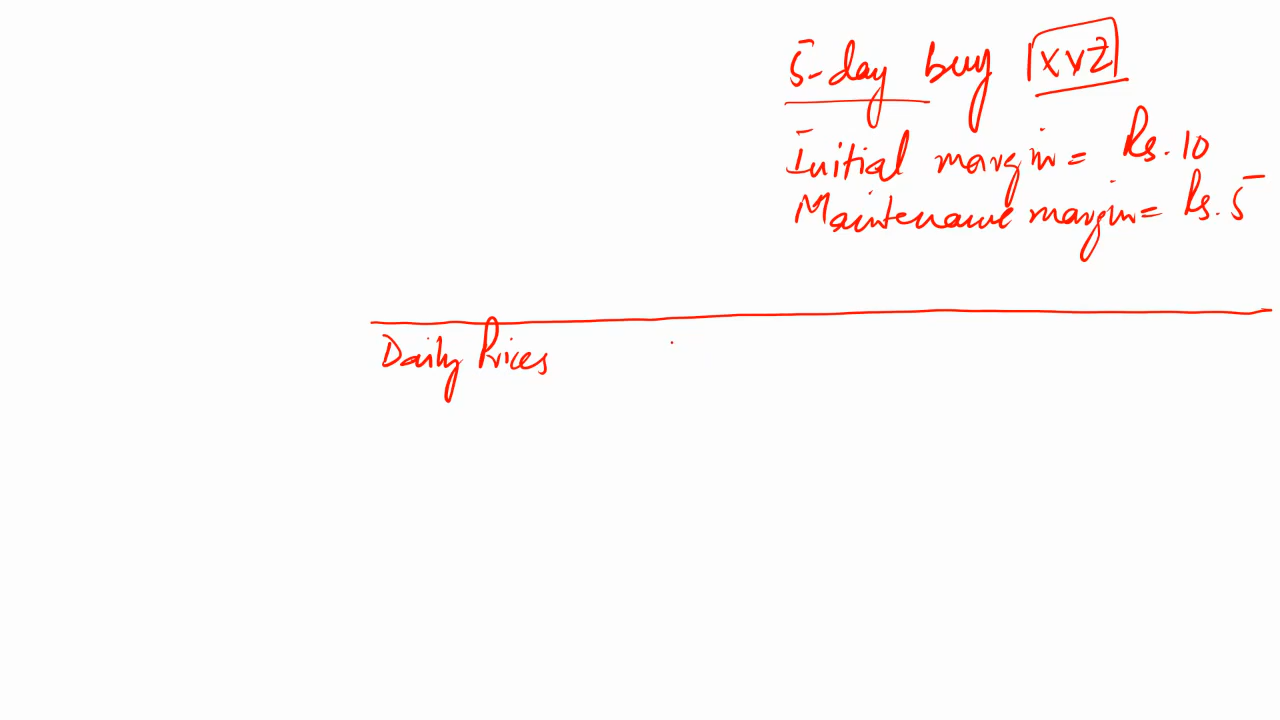 5-day buy XYZ
Initial margin = Rs. 10
Maintenance margin = Rs. 5
Daily Prices